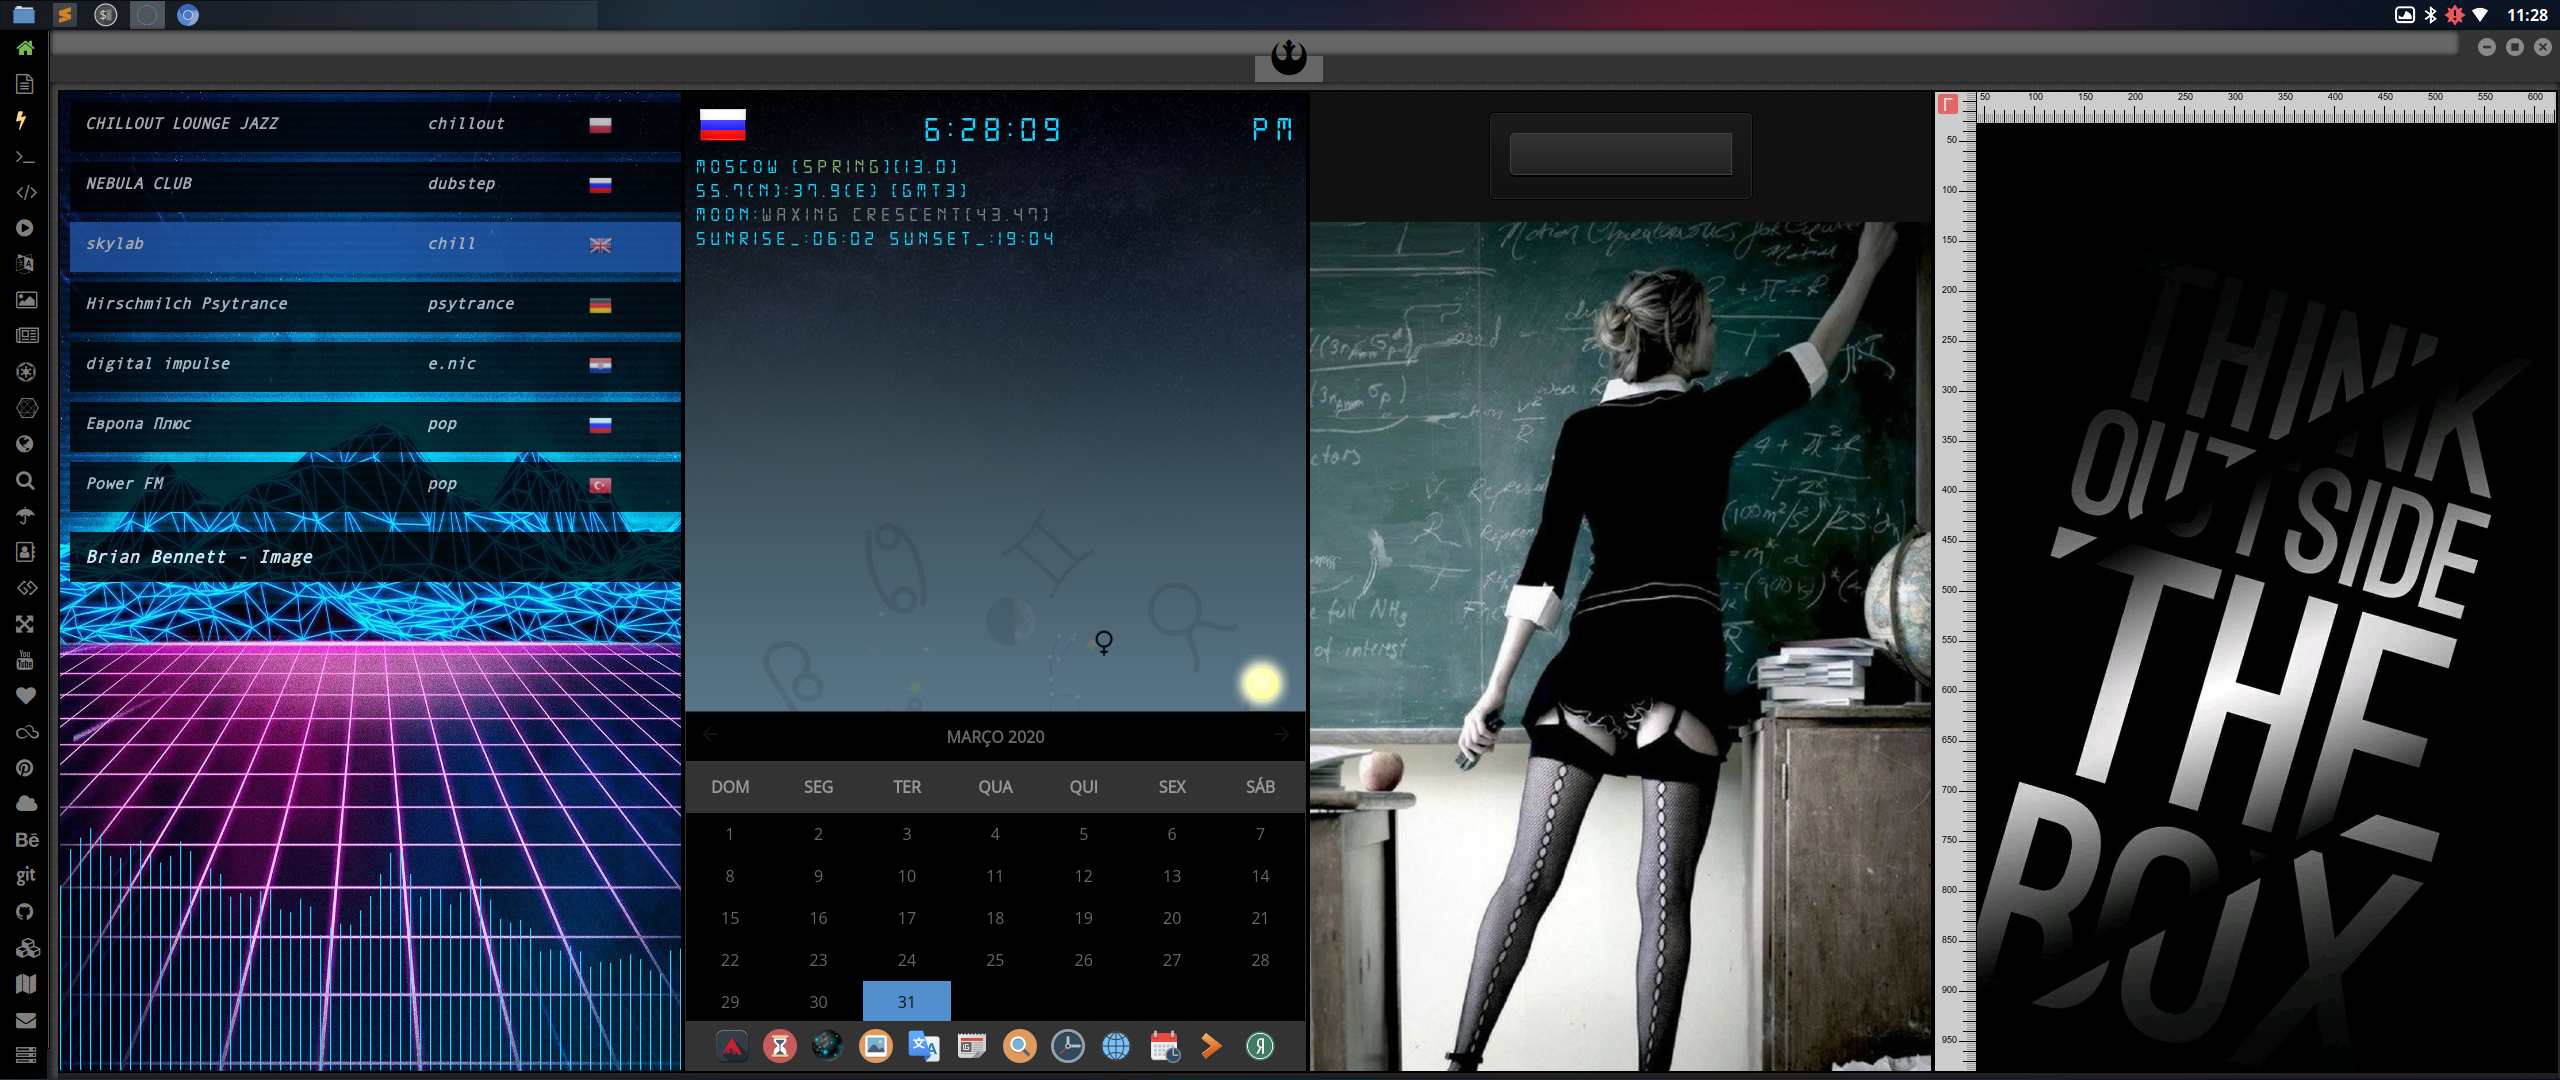 11:28
CHILLOUT LOUNGE JAZZ chillout
NEBULA CLUB dubstep
skylab chill
Hirschmilch Psytrance psytrance
digital impulse e.nic
Европа Плюс pop
Power FM pop
Brian Bennett - Image
You
Tube
Bē
git
6:28:09 PM
MOSCOW [SPRING][13.0]
55.7(N):37.9(E) [GMT3]
MOON:WAXING CRESCENT[43.47]
SUNRISE_:06:02 SUNSET_:19:04
MARÇO 2020
DOM SEG TER QUA QUI SEX SÁB
1 2 3 4 5 6 7
8 9 10 11 12 13 14
15 16 17 18 19 20 21
22 23 24 25 26 27 28
29 30 31
of interest
50 100 150 200 250 300 350 400 450 500 550 600
50
100
150
200
250
300
350
400
450
500
550
600
650
700
750
800
850
900
950
THINK
OUTSIDE
THE
BOX